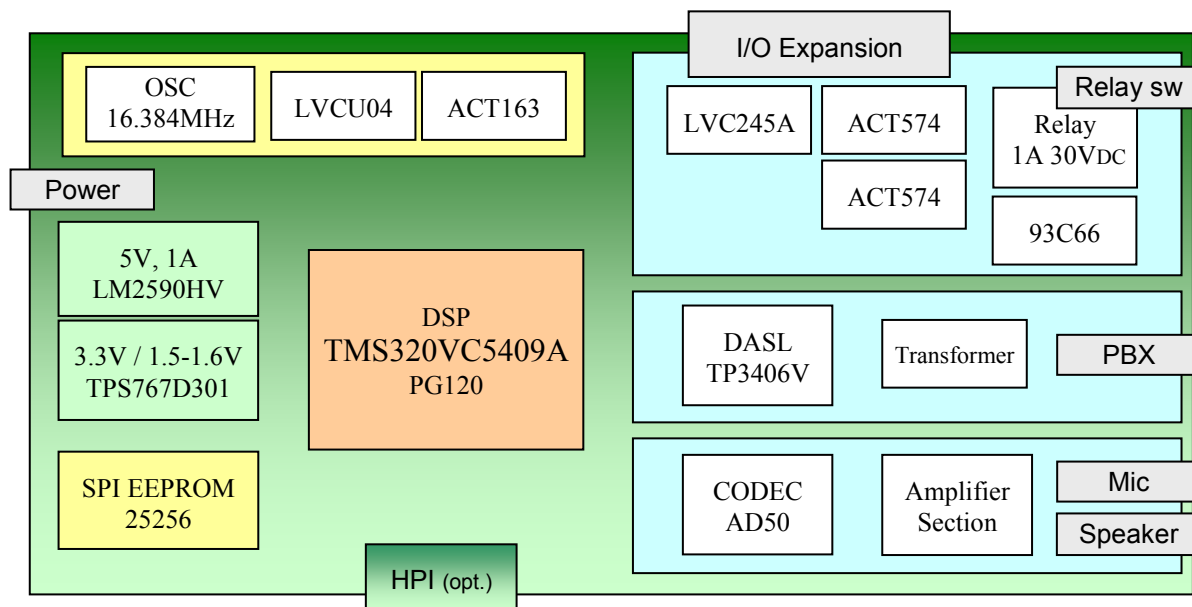 I/O Expansion
OSC
16.384MHz
LVCU04
ACT163
LVC245A
ACT574
ACT574
Relay sw
Relay
1A 30VDC
93C66
Power
5V, 1A
LM2590HV
3.3V / 1.5-1.6V
TPS767D301
DSP
TMS320VC5409A
PG120
DASL
TP3406V
Transformer
PBX
SPI EEPROM
25256
CODEC
AD50
Amplifier
Section
Mic
Speaker
HPI (opt.)